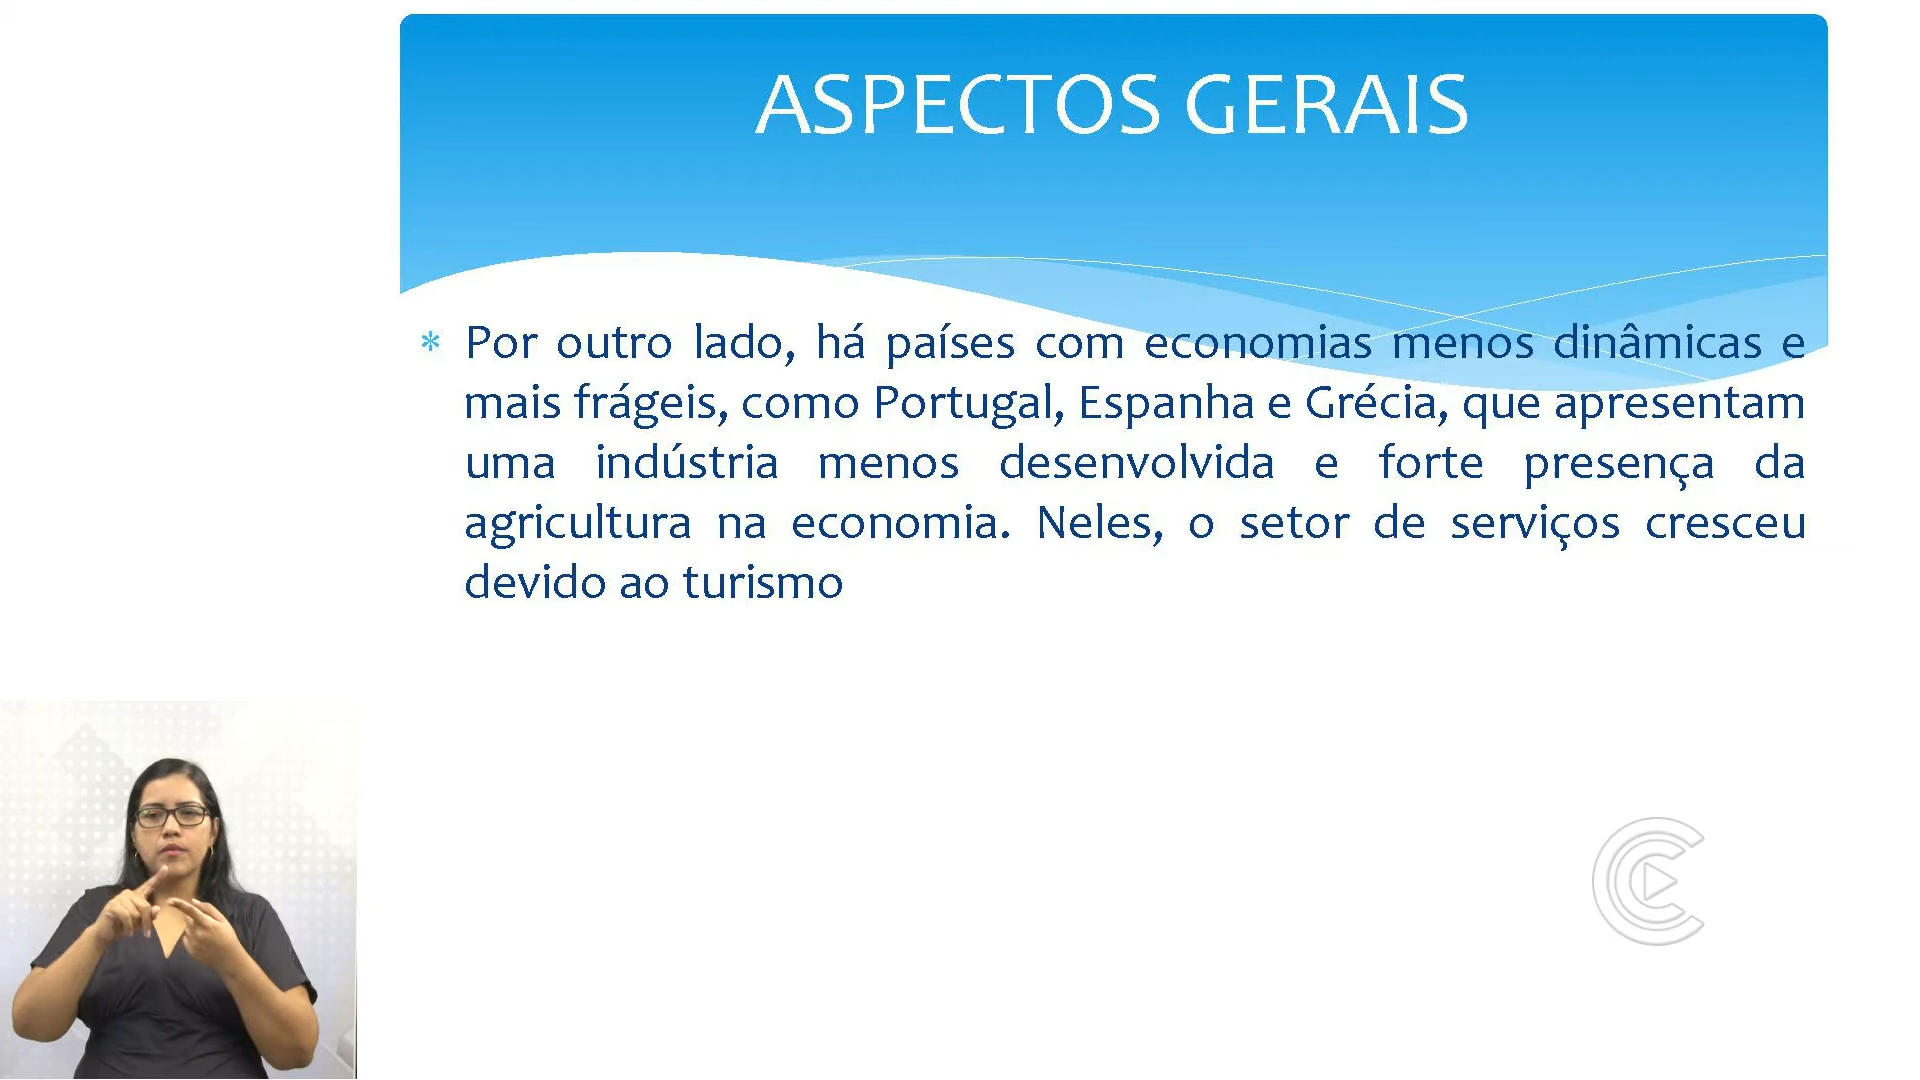 ASPECTOS GERAIS
* Por outro lado, há países com economias menos dinâmicas e
mais frágeis, como Portugal, Espanha e Grécia, que apresentam
uma indústria menos desenvolvida e forte presença da
agricultura na economia. Neles, o setor de serviços cresceu
devido ao turismo